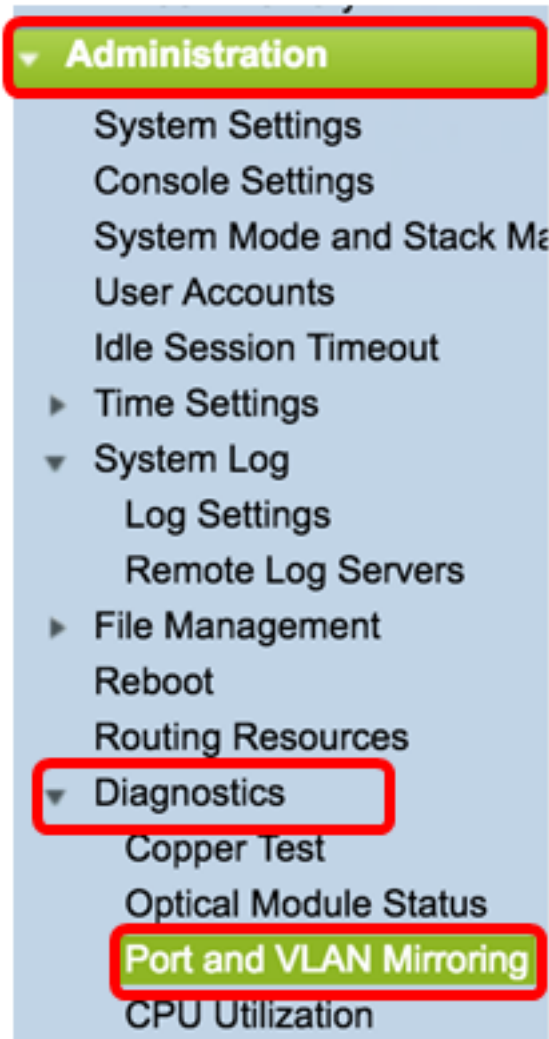 Administration
System Settings
Console Settings
System Mode and Stack Ma
User Accounts
Idle Session Timeout
Time Settings
System Log
Log Settings
Remote Log Servers
File Management
Reboot
Routing Resources
Diagnostics
Copper Test
Optical Module Status
Port and VLAN Mirroring
CPU Utilization